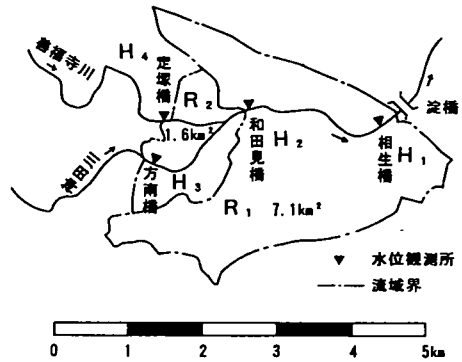 善福寺川
H₄
定塚橋
R₂
1.6km²
和田見橋
H₂
淀橋
相生橋
H₁
神田川
方南橋
H₃
R₁ 7.1km²
▼ 水位観測所
―・― 流域界
0 1 2 3 4 5km